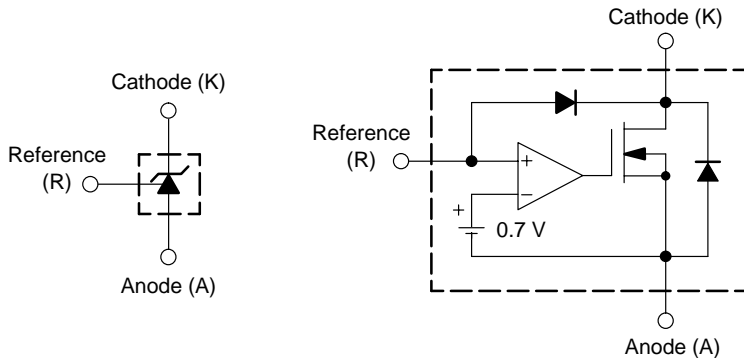 Cathode (K)
Reference
(R)
Anode (A)
Cathode (K)
Reference
(R)
+
−
+
0.7 V
Anode (A)